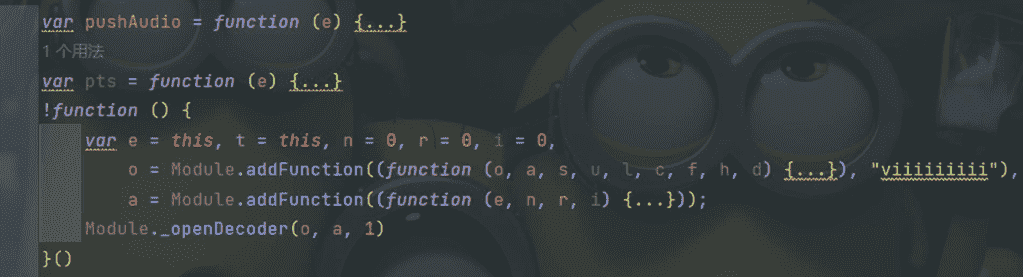 var pushAudio = function (e) {...}
1 个用法
var pts = function (e) {...}
!function () {
var e = this, t = this, n = 0, r = 0, i = 0,
o = Module.addFunction((function (o, a, s, u, l, c, f, h, d) {...}), "viiiiiiiii"),
a = Module.addFunction((function (e, n, r, i) {...}));
Module._openDecoder(o, a, 1)
}()